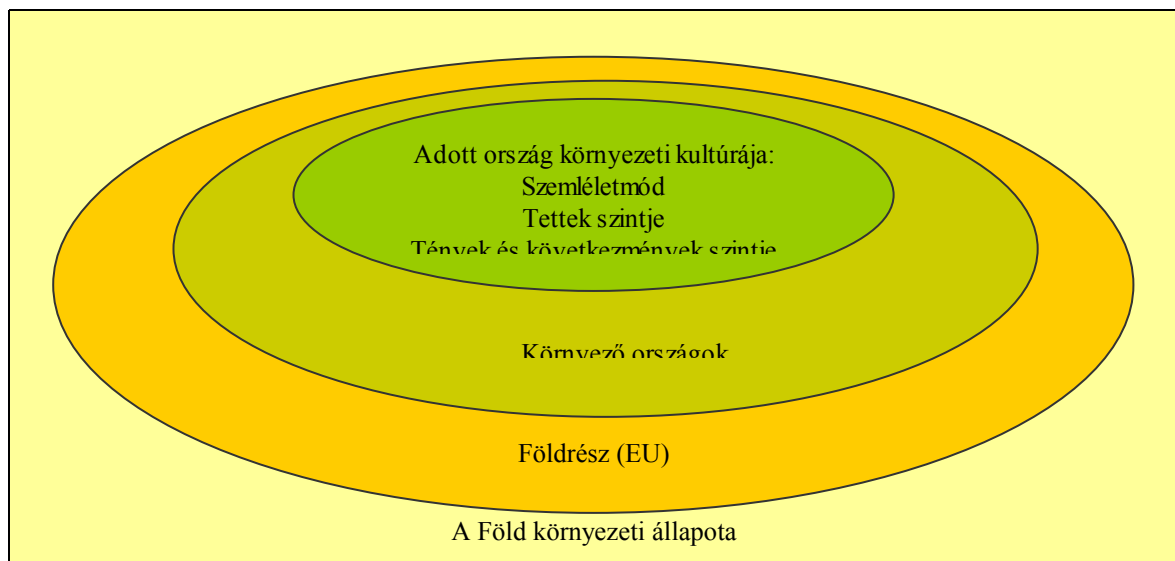 Adott ország környezeti kultúrája:
Szemléletmód
Tettek szintje
Tények és következmények szintje
Környező országok
Földrész (EU)
A Föld környezeti állapota